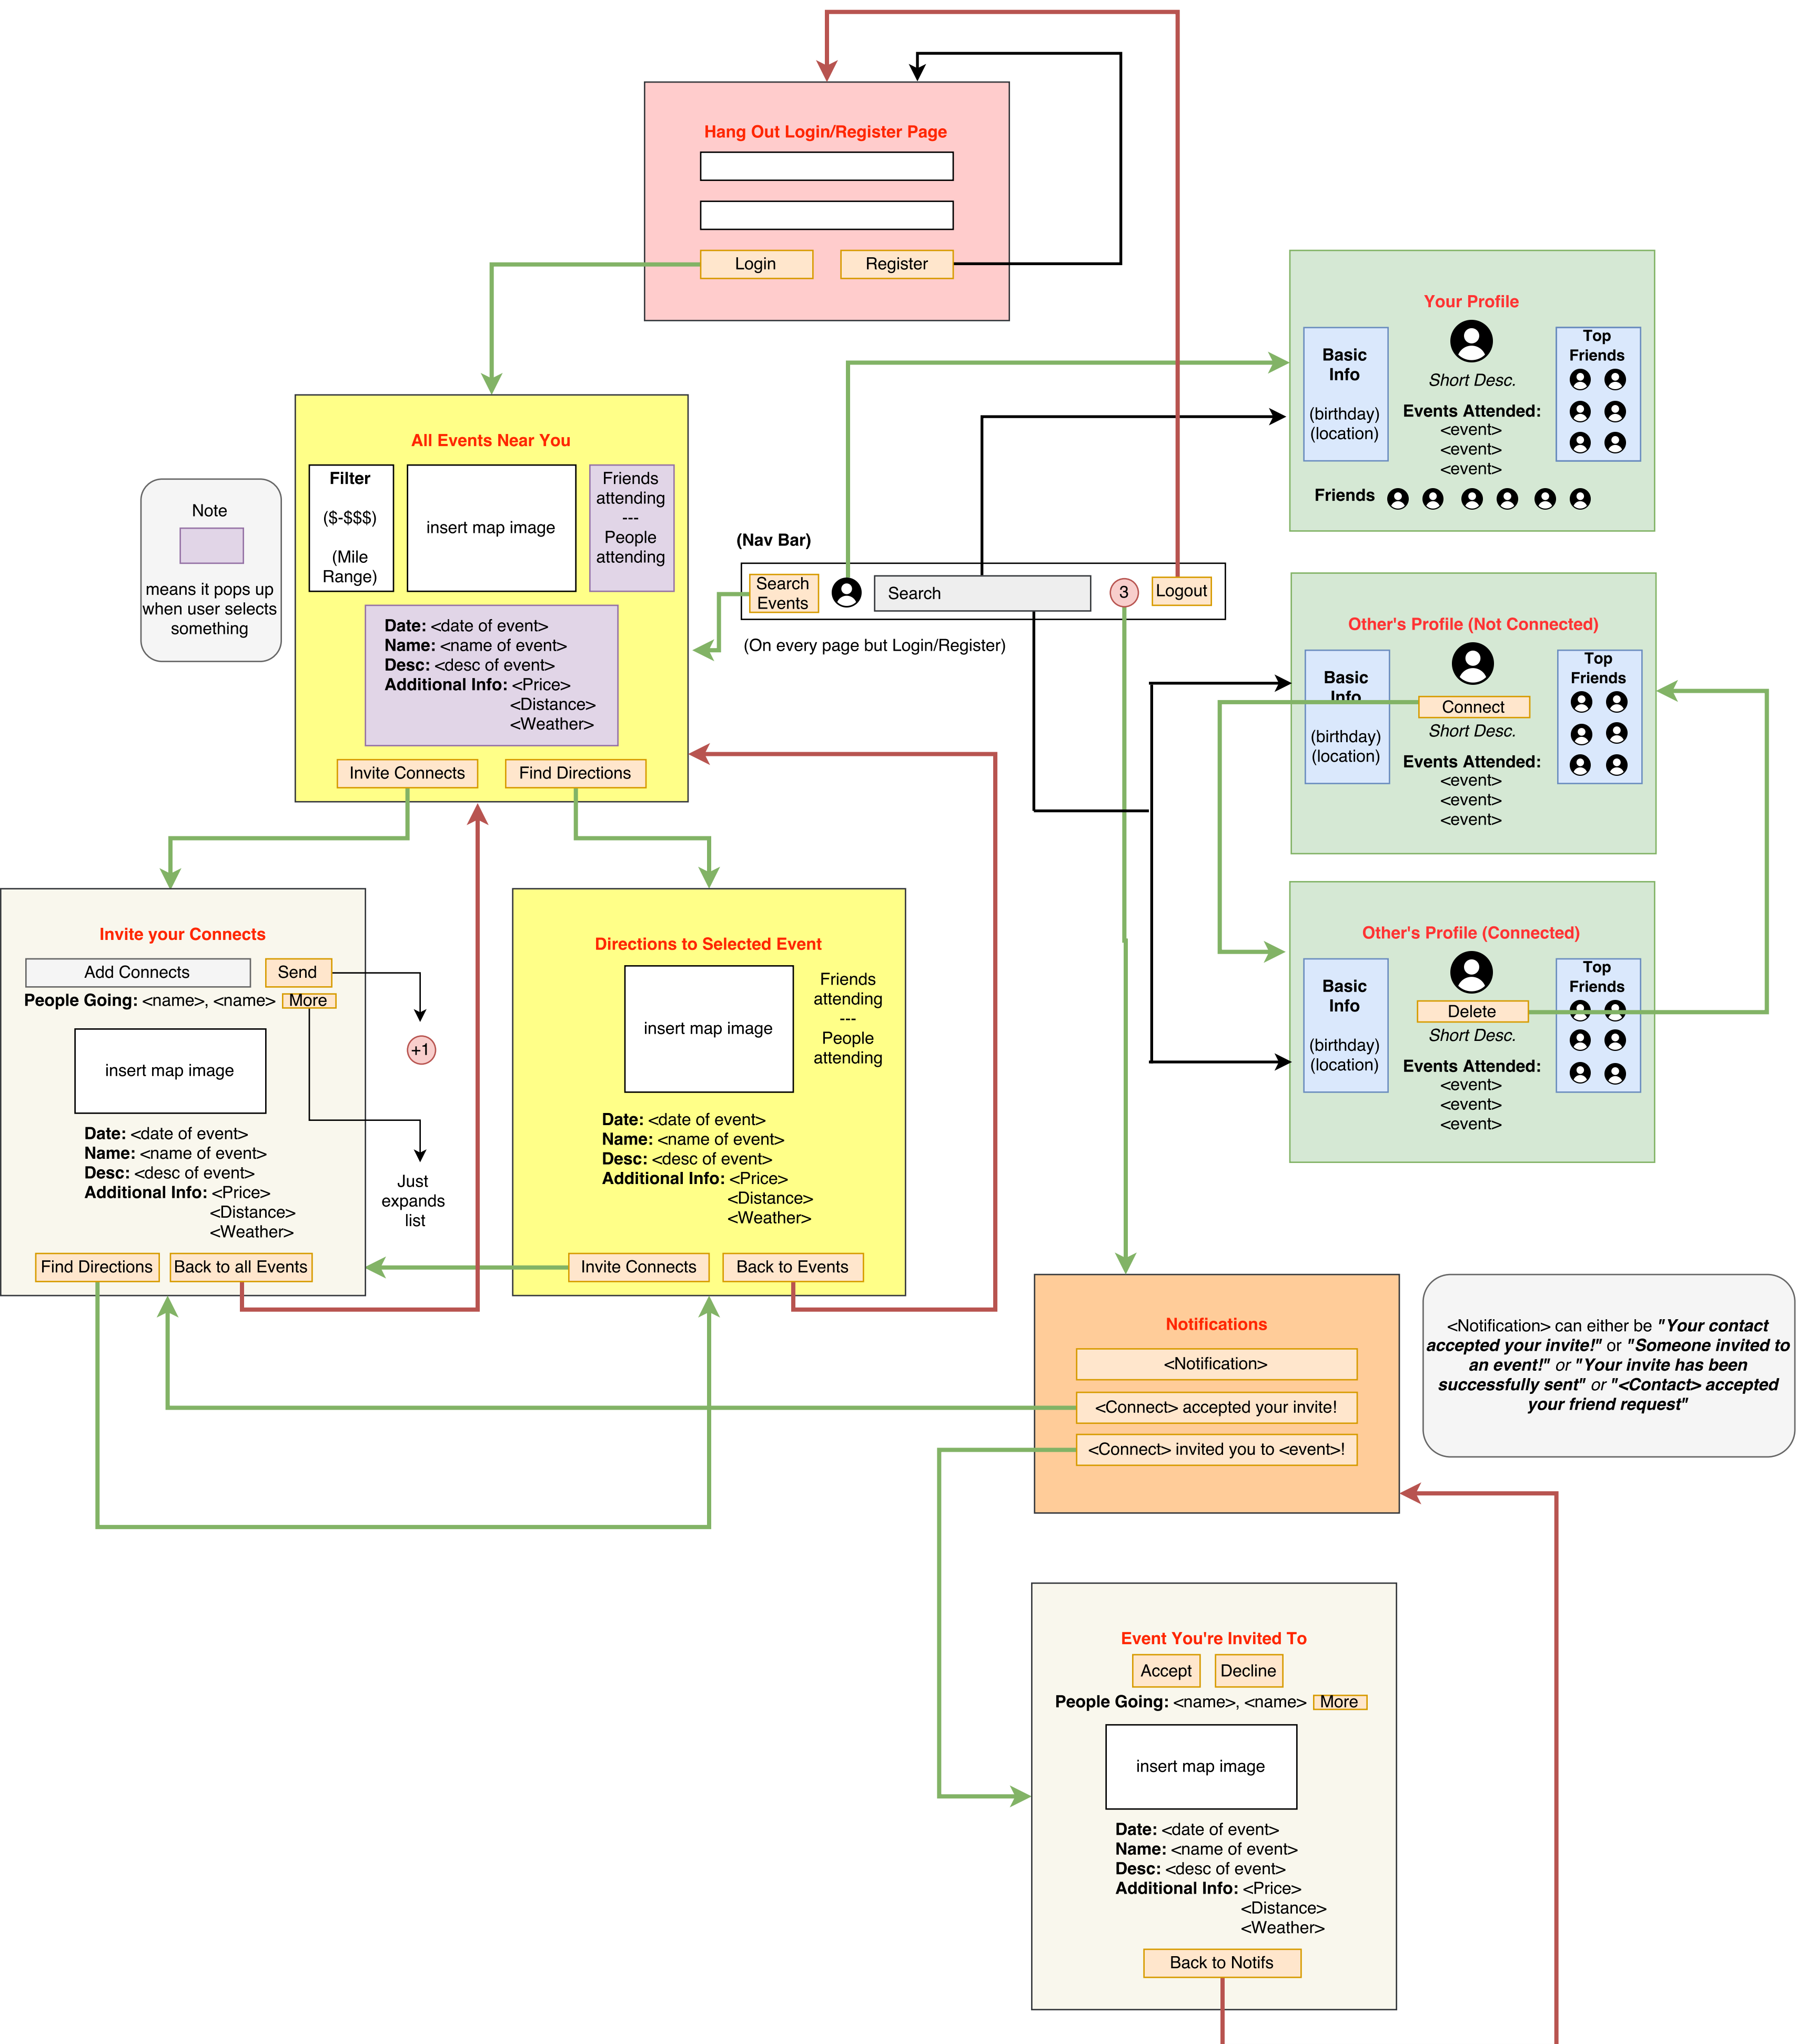 Hang Out Login/Register Page
Login
Register
Your Profile
Basic
Info
(birthday)
(location)
Short Desc.
Events Attended:
<event>
<event>
<event>
Top
Friends
Friends
All Events Near You
Filter
($-$$$)
(Mile
Range)
insert map image
Friends
attending
---
People
attending
Date: <date of event>
Name: <name of event>
Desc: <desc of event>
Additional Info: <Price>
<Distance>
<Weather>
Invite Connects
Find Directions
Note
means it pops up
when user selects
something
(Nav Bar)
Search
Events
Search
3
Logout
(On every page but Login/Register)
Other's Profile (Not Connected)
Basic
Info
(birthday)
(location)
Connect
Short Desc.
Events Attended:
<event>
<event>
<event>
Top
Friends
Other's Profile (Connected)
Basic
Info
(birthday)
(location)
Delete
Short Desc.
Events Attended:
<event>
<event>
<event>
Top
Friends
Invite your Connects
Add Connects
Send
People Going: <name>, <name> More
insert map image
+1
Date: <date of event>
Name: <name of event>
Desc: <desc of event>
Additional Info: <Price>
<Distance>
<Weather>
Just
expands
list
Find Directions
Back to all Events
Directions to Selected Event
insert map image
Friends
attending
---
People
attending
Date: <date of event>
Name: <name of event>
Desc: <desc of event>
Additional Info: <Price>
<Distance>
<Weather>
Invite Connects
Back to Events
Notifications
<Notification>
<Connect> accepted your invite!
<Connect> invited you to <event>!
<Notification> can either be "Your contact
accepted your invite!" or "Someone invited to
an event!" or "Your invite has been
successfully sent" or "<Contact> accepted
your friend request"
Event You're Invited To
Accept
Decline
People Going: <name>, <name> More
insert map image
Date: <date of event>
Name: <name of event>
Desc: <desc of event>
Additional Info: <Price>
<Distance>
<Weather>
Back to Notifs